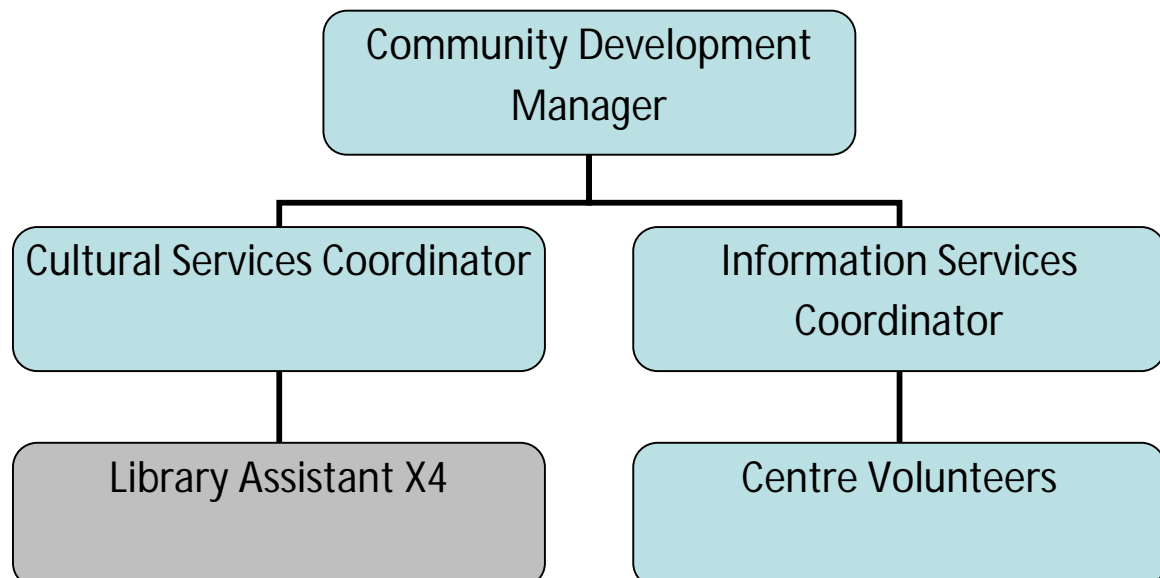 Community Development
Manager
Cultural Services Coordinator
Information Services
Coordinator
Library Assistant X4
Centre Volunteers